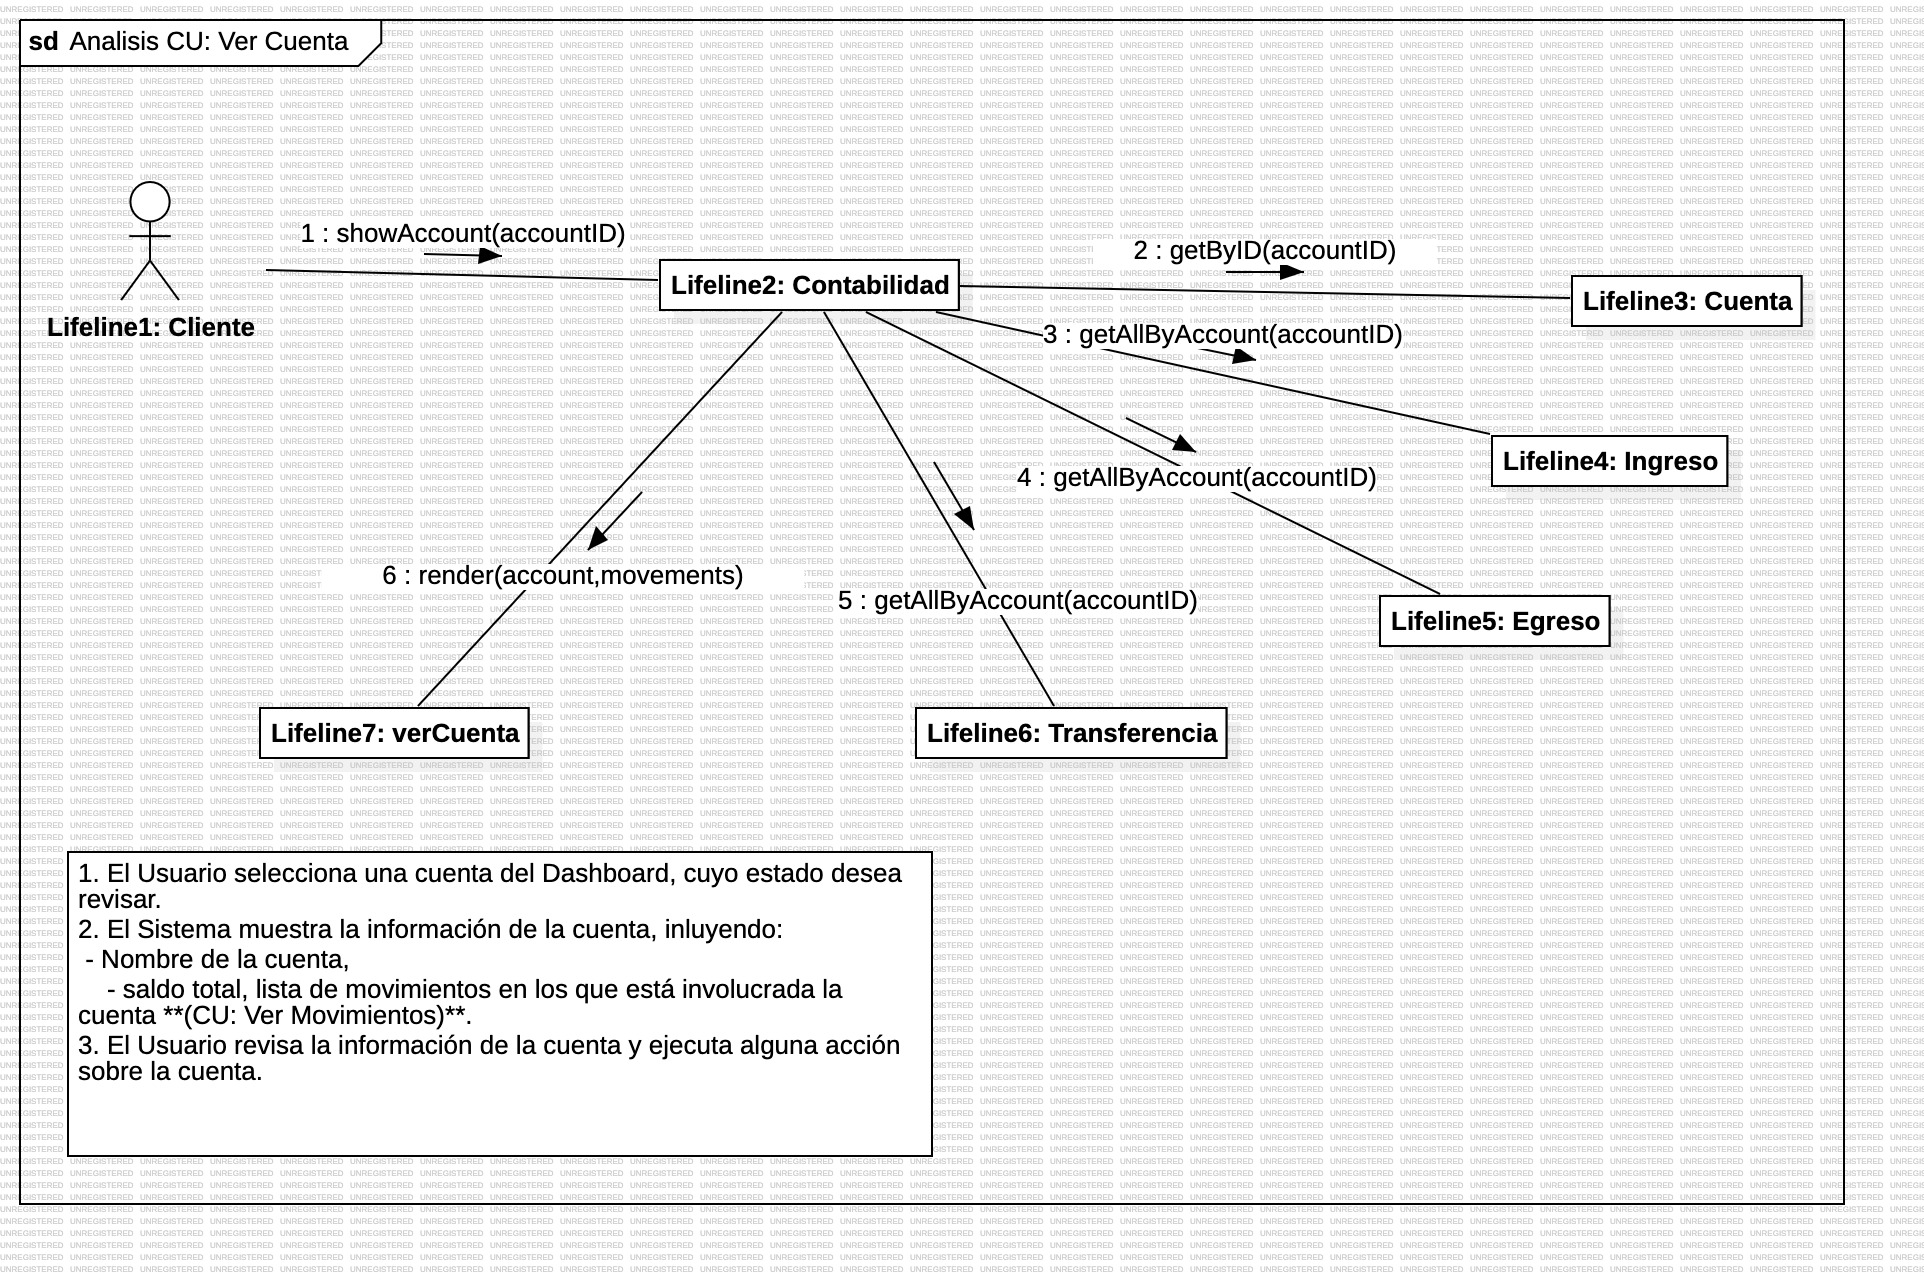 sd Analisis CU: Ver Cuenta
1 : showAccount(accountID)
2 : getByID(accountID)
Lifeline2: Contabilidad
Lifeline3: Cuenta
Lifeline1: Cliente
3 : getAllByAccount(accountID)
Lifeline4: Ingreso
4 : getAllByAccount(accountID)
6 : render(account,movements)
5 : getAllByAccount(accountID)
Lifeline5: Egreso
Lifeline7: verCuenta
Lifeline6: Transferencia
1. El Usuario selecciona una cuenta del Dashboard, cuyo estado desea
revisar.
2. El Sistema muestra la información de la cuenta, inluyendo:
- Nombre de la cuenta,
- saldo total, lista de movimientos en los que está involucrada la
cuenta **(CU: Ver Movimientos)**.
3. El Usuario revisa la información de la cuenta y ejecuta alguna acción
sobre la cuenta.
UNREGISTERED